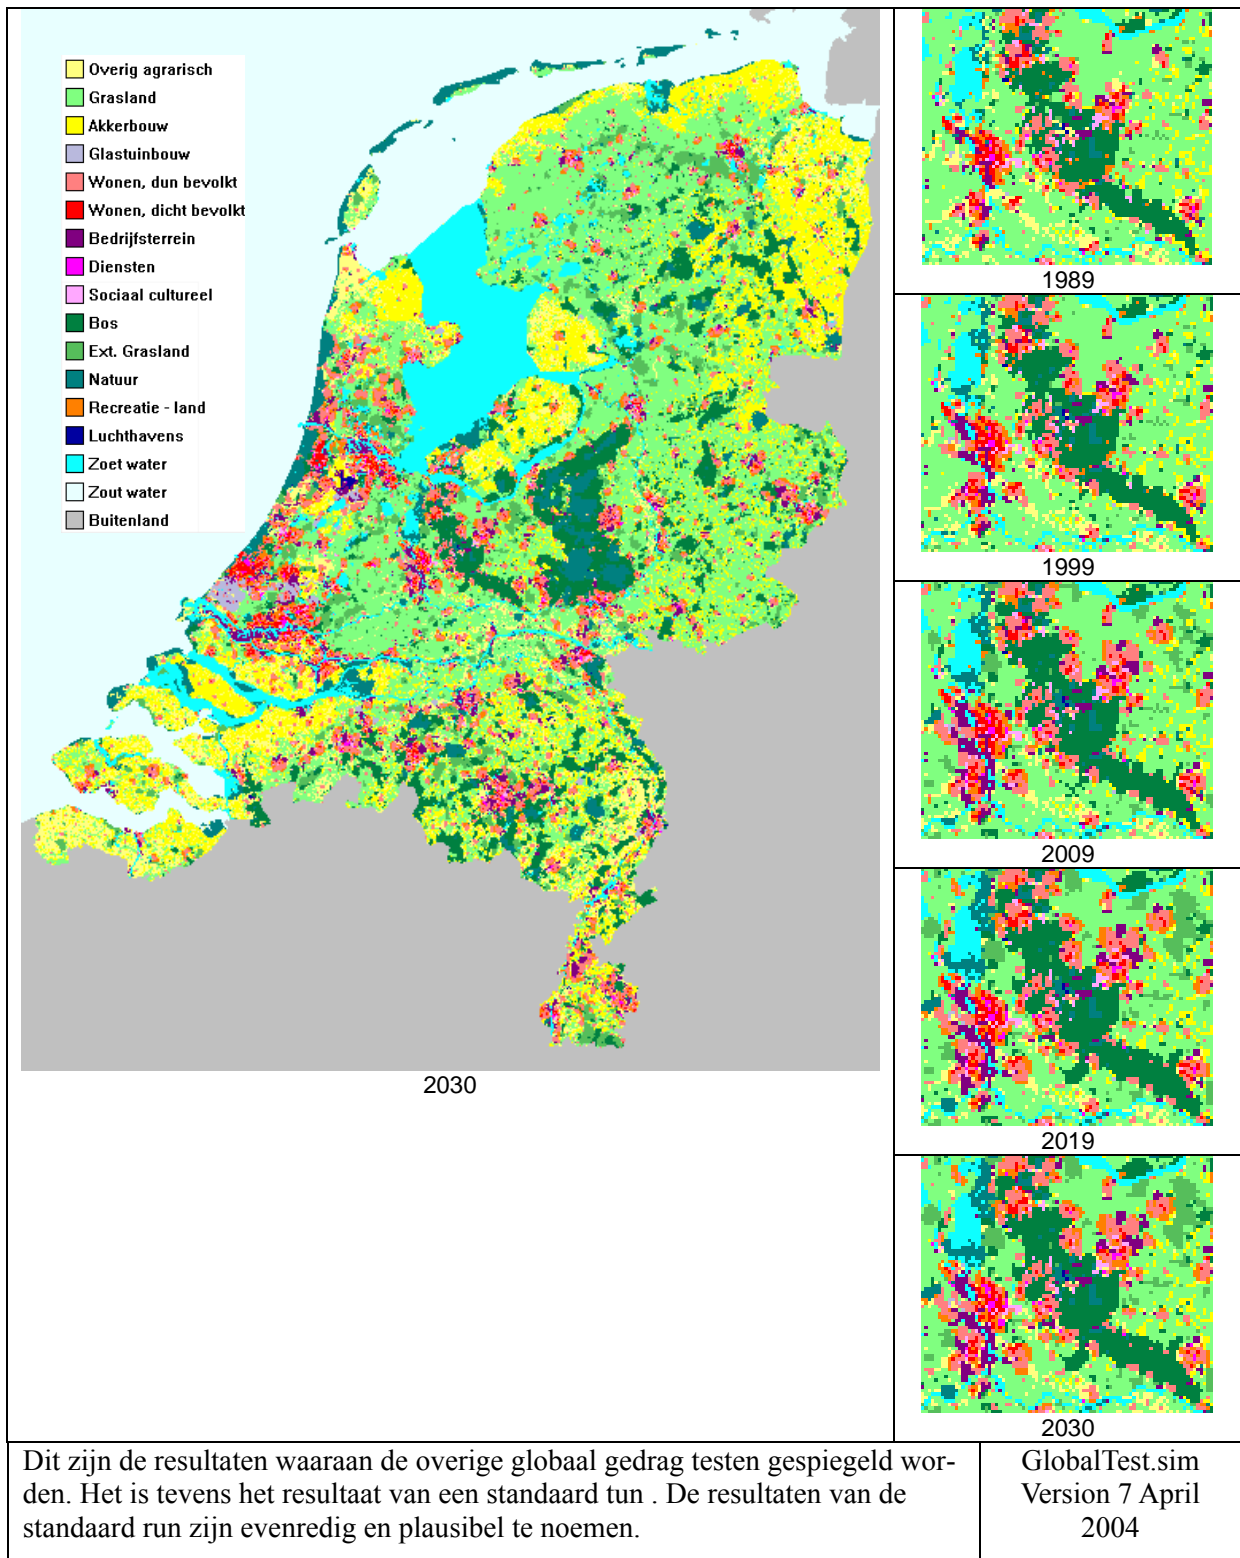 Overig agrarisch
Grasland
Akkerbouw
Glastuinbouw
Wonen, dun bevolkt
Wonen, dicht bevolkt
Bedrijfsterrein
Diensten
Sociaal cultureel
Bos
Ext. Grasland
Natuur
Recreatie - land
Luchthavens
Zoet water
Zout water
Buitenland
2030
1989
1999
2009
2019
2030
Dit zijn de resultaten waaraan de overige globaal gedrag testen gespiegeld wor-
den. Het is tevens het resultaat van een standaard tun . De resultaten van de
standaard run zijn evenredig en plausibel te noemen.
GlobalTest.sim
Version 7 April
2004